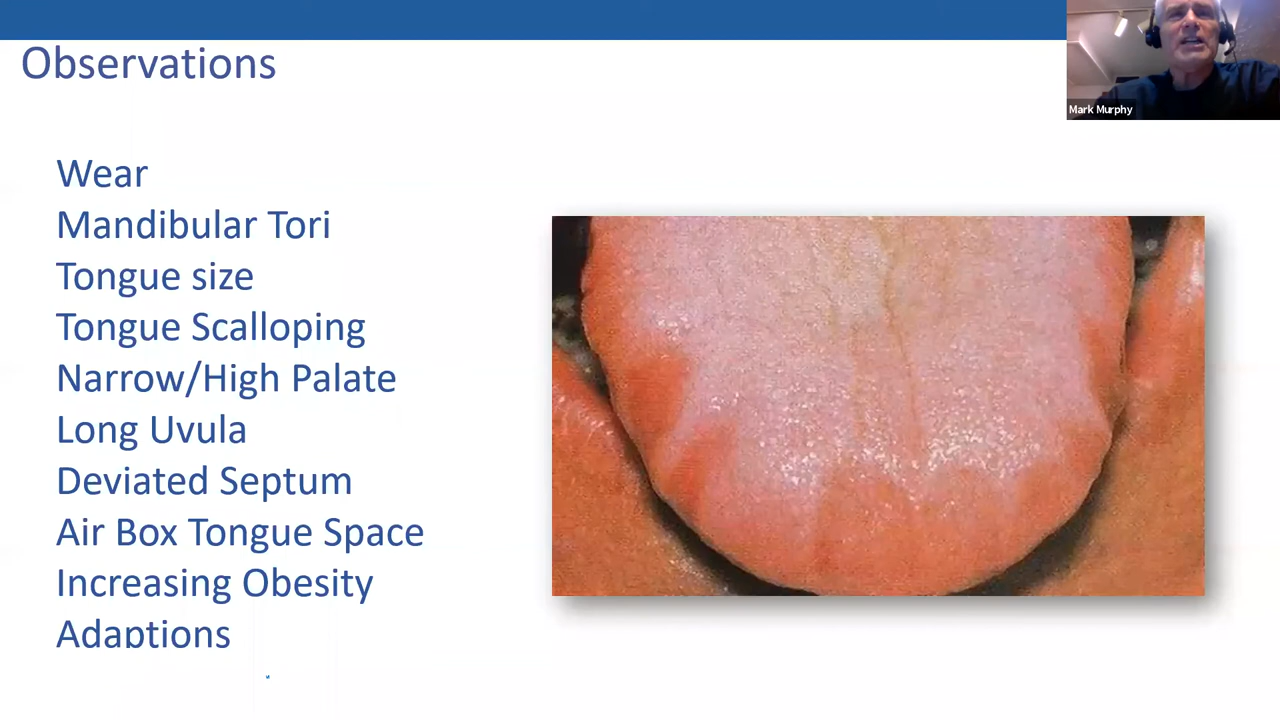 Observations
Mark Murphy
Wear
Mandibular Tori
Tongue size
Tongue Scalloping
Narrow/High Palate
Long Uvula
Deviated Septum
Air Box Tongue Space
Increasing Obesity
Adaptions